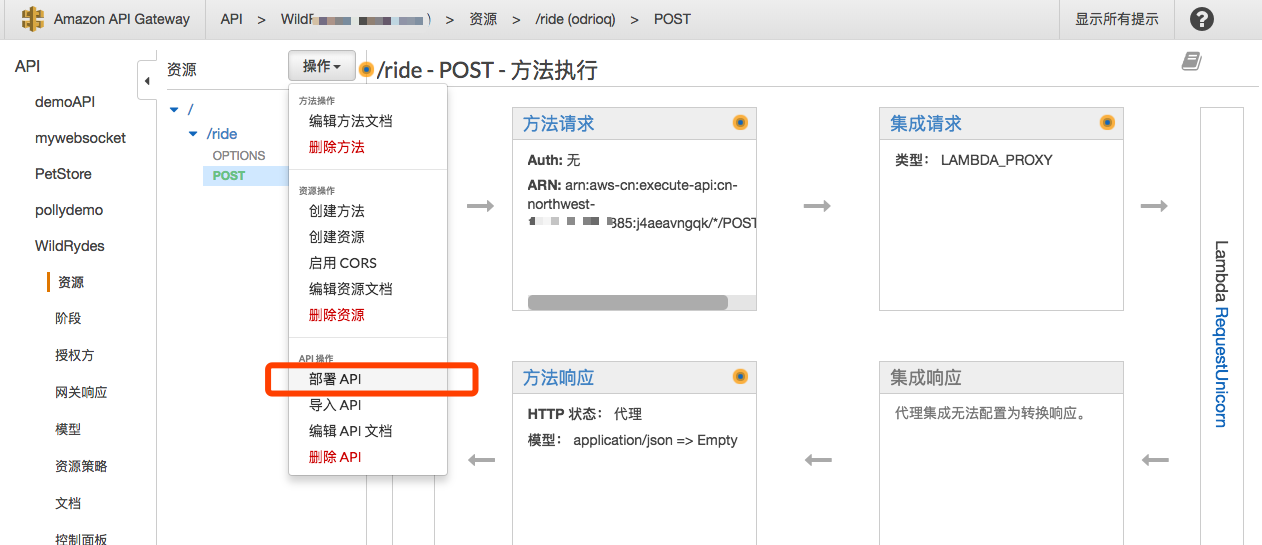 Amazon API Gateway
API > WildR ) > 资源 > /ride (odrioq) > POST
显示所有提示
?
API
demoAPI
mywebsocket
PetStore
pollydemo
WildRydes
资源
阶段
授权方
网关响应
模型
资源策略
文档
控制面板
资源
操作
/
/ride
OPTIONS
POST
方法操作
编辑方法文档
删除方法
资源操作
创建方法
创建资源
启用 CORS
编辑资源文档
删除资源
API 操作
部署 API
导入 API
编辑 API 文档
删除 API
/ride - POST - 方法执行
方法请求
Auth: 无
ARN: arn:aws-cn:execute-api:cn-
northwest-
385:j4aeavngqk/*/POST
集成请求
类型： LAMBDA_PROXY
Lambda RequestUnicorn
方法响应
HTTP 状态： 代理
模型： application/json => Empty
集成响应
代理集成无法配置为转换响应。